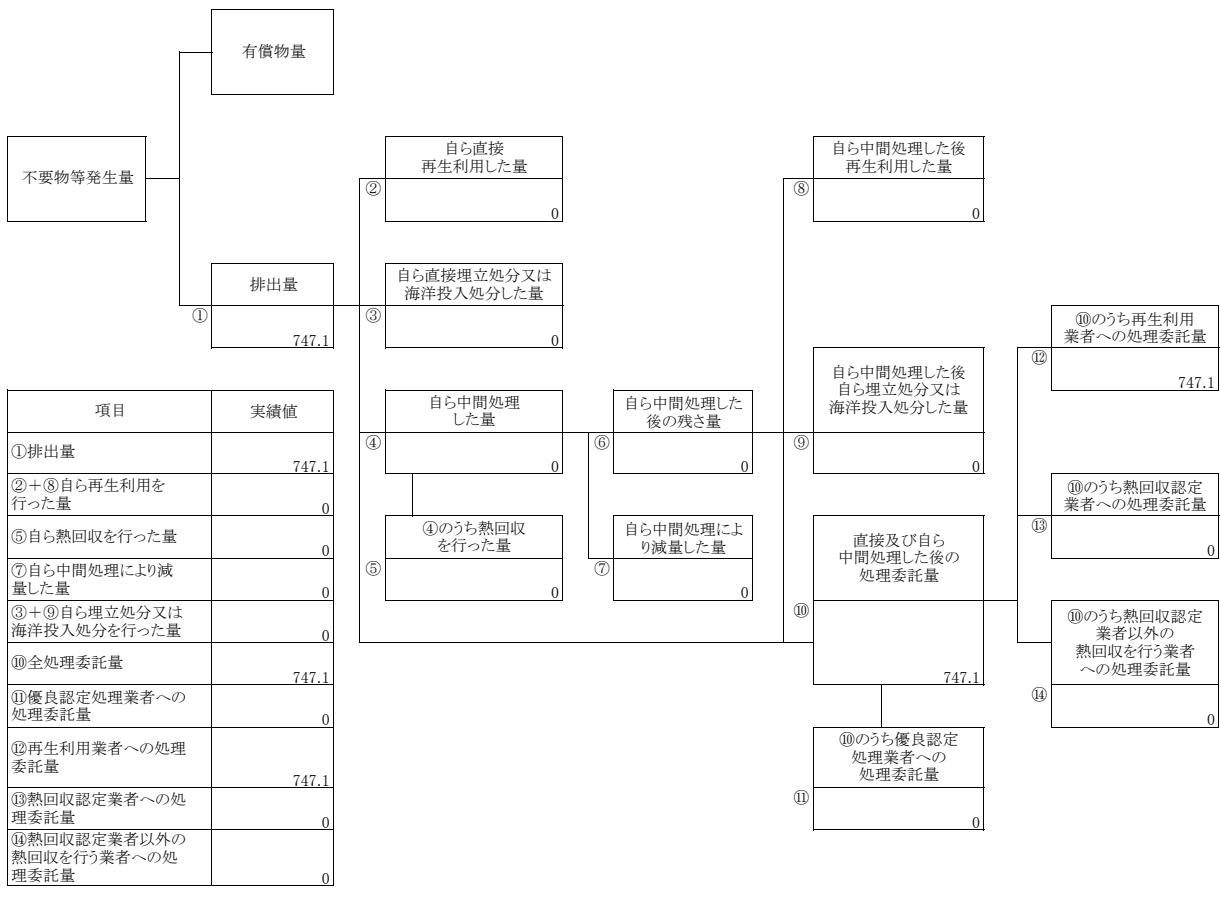 有償物量
不要物等発生量
自ら直接
再生利用した量
②
0
自ら中間処理した後
再生利用した量
⑧
0
排出量
①
747.1
自ら直接埋立処分又は
海洋投入処分した量
③
0
⑩のうち再生利用
業者への処理委託量
⑫
747.1
自ら中間処理
した量
④
0
自ら中間処理した
後の残さ量
⑥
0
自ら中間処理した後
自ら埋立処分又は
海洋投入処分した量
⑨
0
⑩のうち熱回収認定
業者への処理委託量
⑬
0
④のうち熱回収
を行った量
⑤
0
自ら中間処理によ
り減量した量
⑦
0
直接及び自ら
中間処理した後の
処理委託量
⑩
747.1
⑩のうち熱回収認定
業者以外の
熱回収を行う業者
への処理委託量
⑭
0
⑩のうち優良認定
処理業者への
処理委託量
⑪
0
項目 実績値
①排出量
747.1
②＋⑧自ら再生利用を
行った量
0
⑤自ら熱回収を行った量
0
⑦自ら中間処理により減
量した量
0
③＋⑨自ら埋立処分又は
海洋投入処分を行った量
0
⑩全処理委託量
747.1
⑪優良認定処理業者への
処理委託量
0
⑫再生利用業者への処理
委託量
747.1
⑬熱回収認定業者への処
理委託量
0
⑭熱回収認定業者以外の
熱回収を行う業者への処
理委託量
0